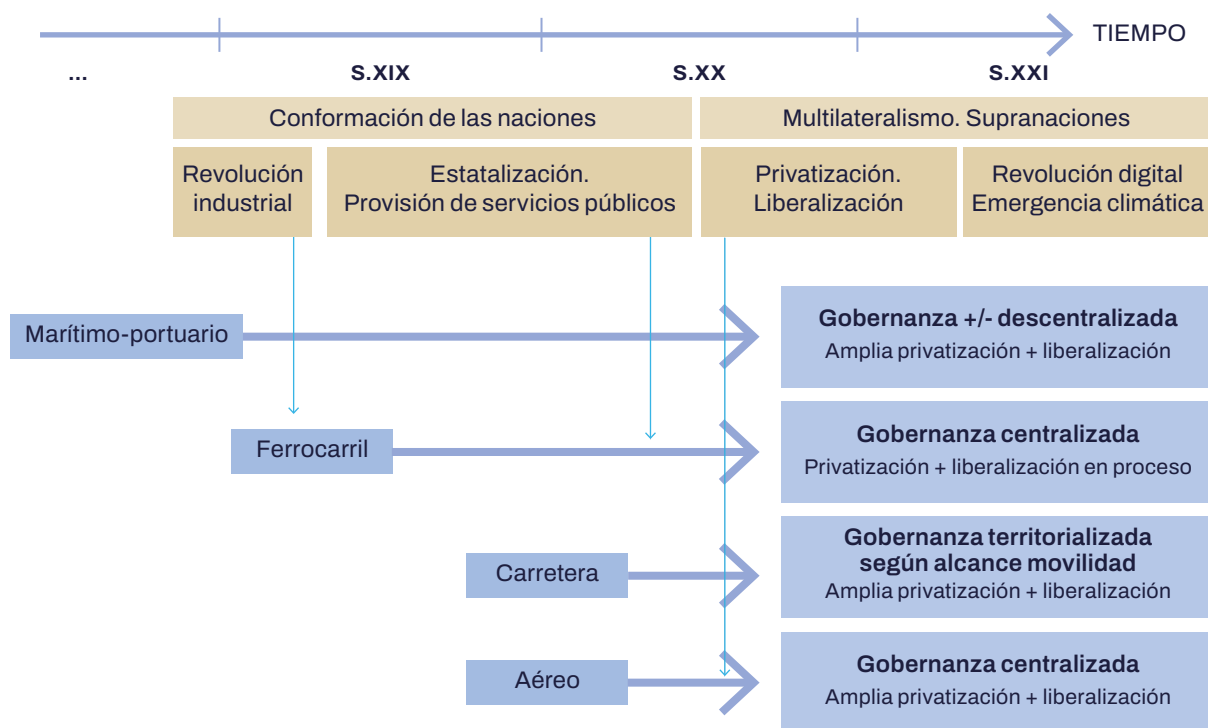 TIEMPO
...
S.XIX
S.XX
S.XXI
Conformación de las naciones
Multilateralismo. Supranaciones
Revolución
industrial
Estatalización.
Provisión de servicios públicos
Privatización.
Liberalización
Revolución digital
Emergencia climática
Marítimo-portuario
Gobernanza +/- descentralizada
Amplia privatización + liberalización
Ferrocarril
Gobernanza centralizada
Privatización + liberalización en proceso
Carretera
Gobernanza territorializada
según alcance movilidad
Amplia privatización + liberalización
Aéreo
Gobernanza centralizada
Amplia privatización + liberalización